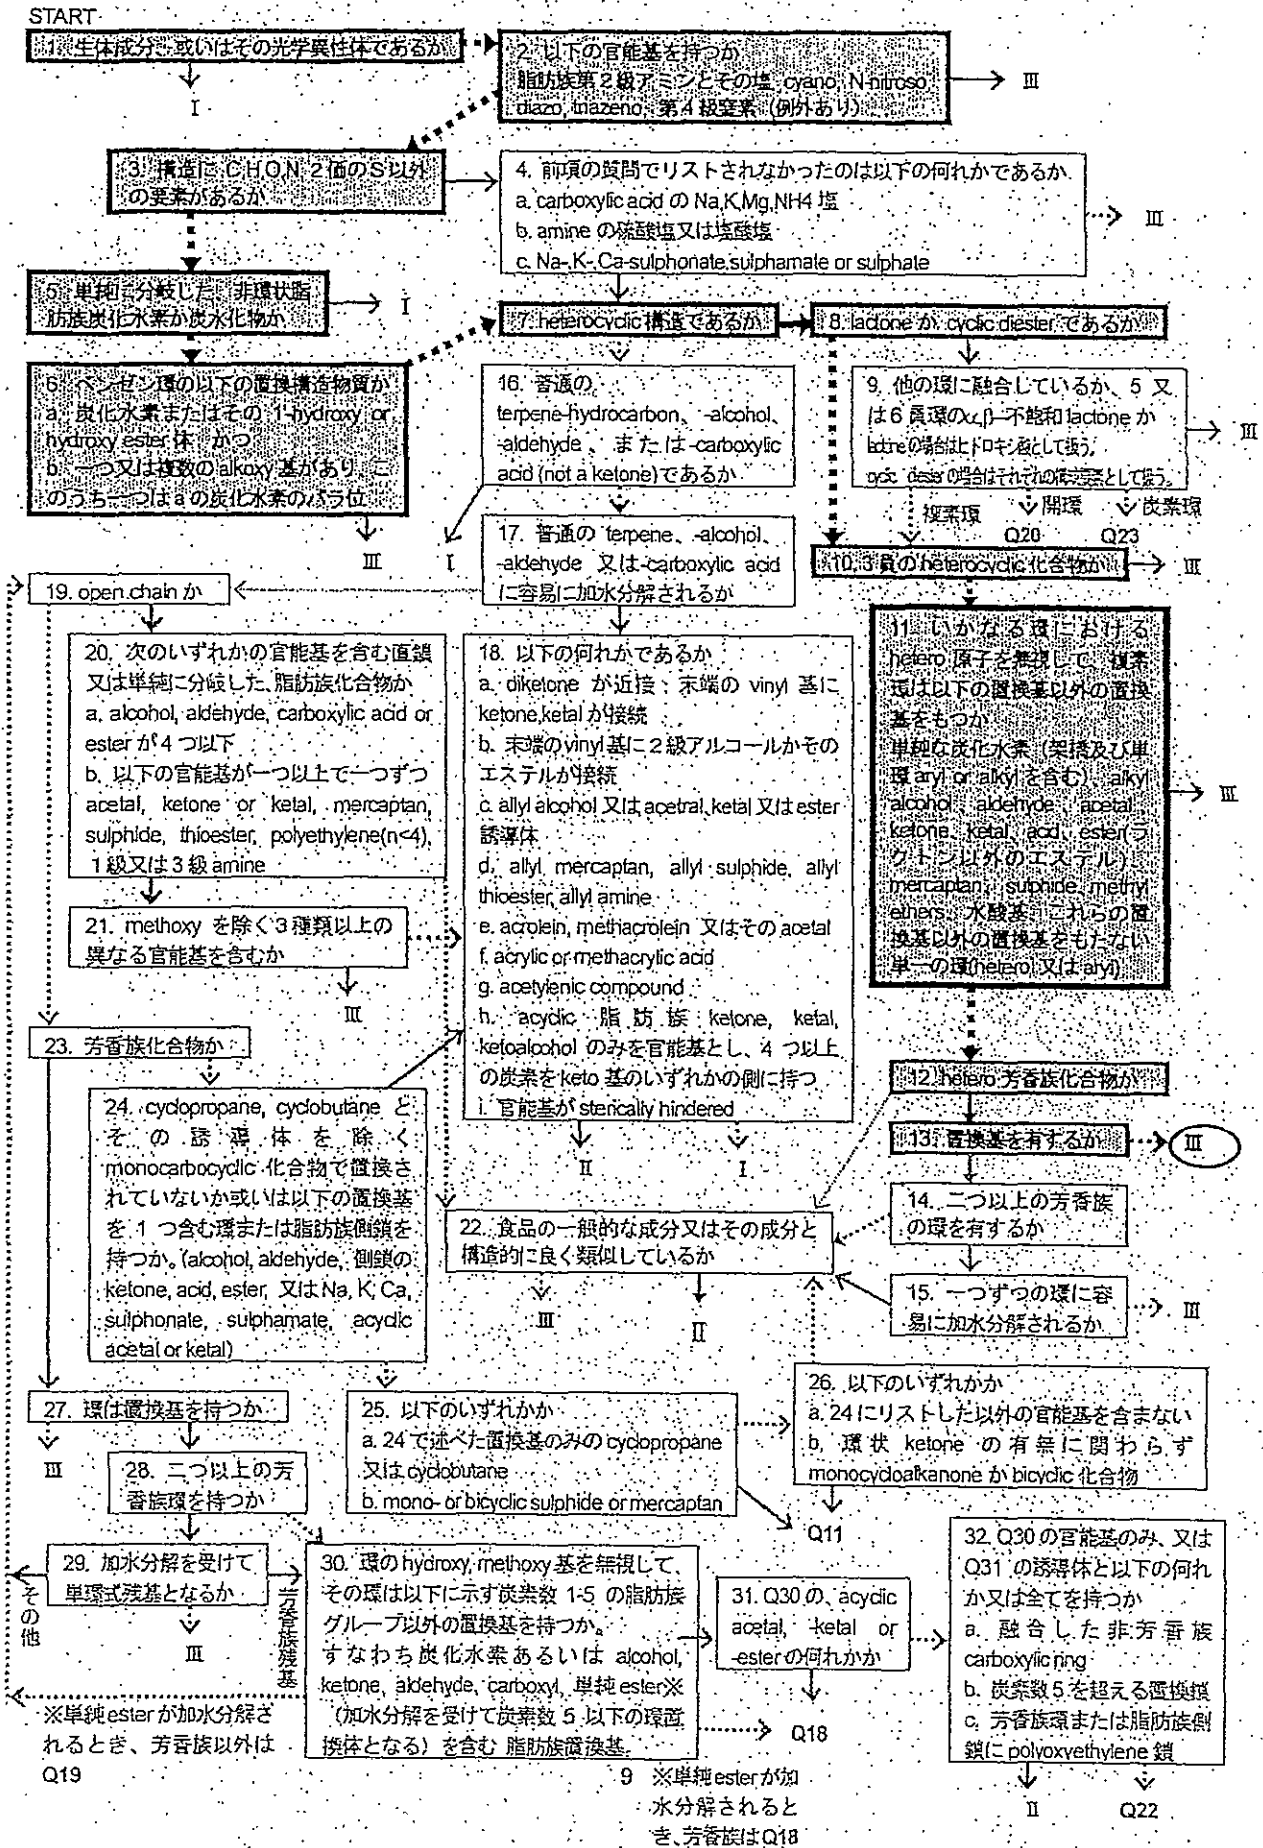 START
1. 生体成分、或いはその光学異性体であるか
I
2. 以下の官能基を持つか
脂肪族第2級アミンとその塩, cyano, N-nitroso
diazo, triazeno, 第4級窒素 (例外あり)
III
3. 構造に C,H,O,N, 2価のS以外
の要素があるか
4. 前項の質問でリストされなかったのは以下の何れかであるか
a. carboxylic acid の Na,K,Mg,NH4 塩
b. amine の硫酸塩又は塩酸塩
c. Na-,K-,Ca-sulphonate,sulphamate or sulphate
III
5. 単純に分岐した、非環状脂
肪族炭化水素か炭水化物か
I
6. ベンゼン環の以下の置換構造物質か
a. 炭化水素またはその 1-hydroxy or
hydroxy ester 体 かつ
b. 一つ又は複数の alkoxy 基があり、こ
のうち一つは a の炭化水素のパラ位
III
7. heterocyclic 構造であるか
8. lactone か cyclic diester であるか
9. 他の環に融合しているか、5 又
は 6 員環のα,β-不飽和 lactone か
lactone の場合はヒドロキシ酸として扱う。
cyclic diester の場合はそれぞれの構成要素として扱う。
III
複素環
開環
炭素環
Q20
Q23
10. 3 員の heterocyclic 化合物か
III
11. いかなる環における
hetero 原子を無視して、複素
環は以下の置換基以外の置換
基をもつか
単純な炭化水素 (架橋及び単
環 aryl or alkyl を含む)、alkyl
alcohol, aldehyde, acetal,
ketone, ketal, acid, ester(ラ
クトン以外のエステル)、
mercaptan, sulphide, methyl
ethers, 水酸基、これらの置
換基以外の置換基をもたない
単一の環(hetero 又は aryl)
III
12. hetero 芳香族化合物か
13. 置換基を有するか
III
14. 二つ以上の芳香族
の環を有するか
15. 一つずつの環に容
易に加水分解されるか
III
16. 普通の
terpene-hydrocarbon、-alcohol、
-aldehyde、または-carboxylic
acid (not a ketone)であるか
I
17. 普通の terpene、-alcohol、
-aldehyde 又は-carboxylic acid
に容易に加水分解されるか
18. 以下の何れかであるか
a. diketone が近接；末端の vinyl 基に
ketone,ketal が接続
b. 末端のvinyl 基に 2 級アルコールかその
エステルが接続
c. allyl alcohol 又は acetral,ketal 又は ester
誘導体
d. allyl mercaptan, allyl sulphide, allyl
thioester, allyl amine
e. acrolein, methacrolein 又はその acetal
f. acrylic or methacrylic acid
g. acetylenic compound
h. acyclic 脂肪族 ketone, ketal,
ketoalcohol のみを官能基とし、4 つ以上
の炭素を keto 基のいずれかの側に持つ
i. 官能基が sterically hindered
II
I
19. open chain か
20. 次のいずれかの官能基を含む直鎖
又は単純に分岐した、脂肪族化合物か
a. alcohol, aldehyde, carboxylic acid or
ester が 4 つ以下
b. 以下の官能基が一つ以上で一つずつ
acetal, ketone or ketal, mercaptan,
sulphide, thioester, polyethylene(n<4),
1 級又は 3 級 amine
21. methoxy を除く 3 種類以上の
異なる官能基を含むか
III
22. 食品の一般的な成分又はその成分と
構造的に良く類似しているか
III
II
23. 芳香族化合物か
24. cyclopropane, cyclobutane と
その誘導体を除く
monocarbocyclic 化合物で置換さ
れていないか或いは以下の置換基
を 1 つ含む環または脂肪族側鎖を
持つか。(alcohol, aldehyde, 側鎖の
ketone, acid, ester, 又は Na, K, Ca,
sulphonate, sulphamate, acyclic
acetal or ketal)
25. 以下のいずれかか
a. 24 で述べた置換基のみの cyclopropane
又は cyclobutane
b. mono- or bicyclic sulphide or mercaptan
26. 以下のいずれかか
a. 24 にリストした以外の官能基を含まない
b. 環状 ketone の有無に関わらず
monocycloalkanone か bicyclic 化合物
Q11
27. 環は置換基を持つか
III
28. 二つ以上の芳
香族環を持つか
29. 加水分解を受けて
単環式残基となるか
III
その他
芳香族残基
30. 環の hydroxy, methoxy 基を無視して、
その環は以下に示す炭素数 1-5 の脂肪族
グループ以外の置換基を持つか。
すなわち炭化水素あるいは alcohol,
ketone, aldehyde, carboxyl, 単純 ester※
(加水分解を受けて炭素数 5 以下の環置
換体となる) を含む 脂肪族置換基。
31. Q30 の、acyclic
acetal, -ketal or
-ester の何れかか
Q18
32. Q30 の官能基のみ、又は
Q31 の誘導体と以下の何れ
か又は全てを持つか
a. 融合した非芳香族
carboxylic ring
b. 炭素数 5 を超える置換鎖
c. 芳香族環または脂肪族側
鎖に polyoxyethylene 鎖
II
Q22
※単純 ester が加水分解さ
れるとき、芳香族以外は
Q19
9
※単純 ester が加
水分解されると
き、芳香族は Q18